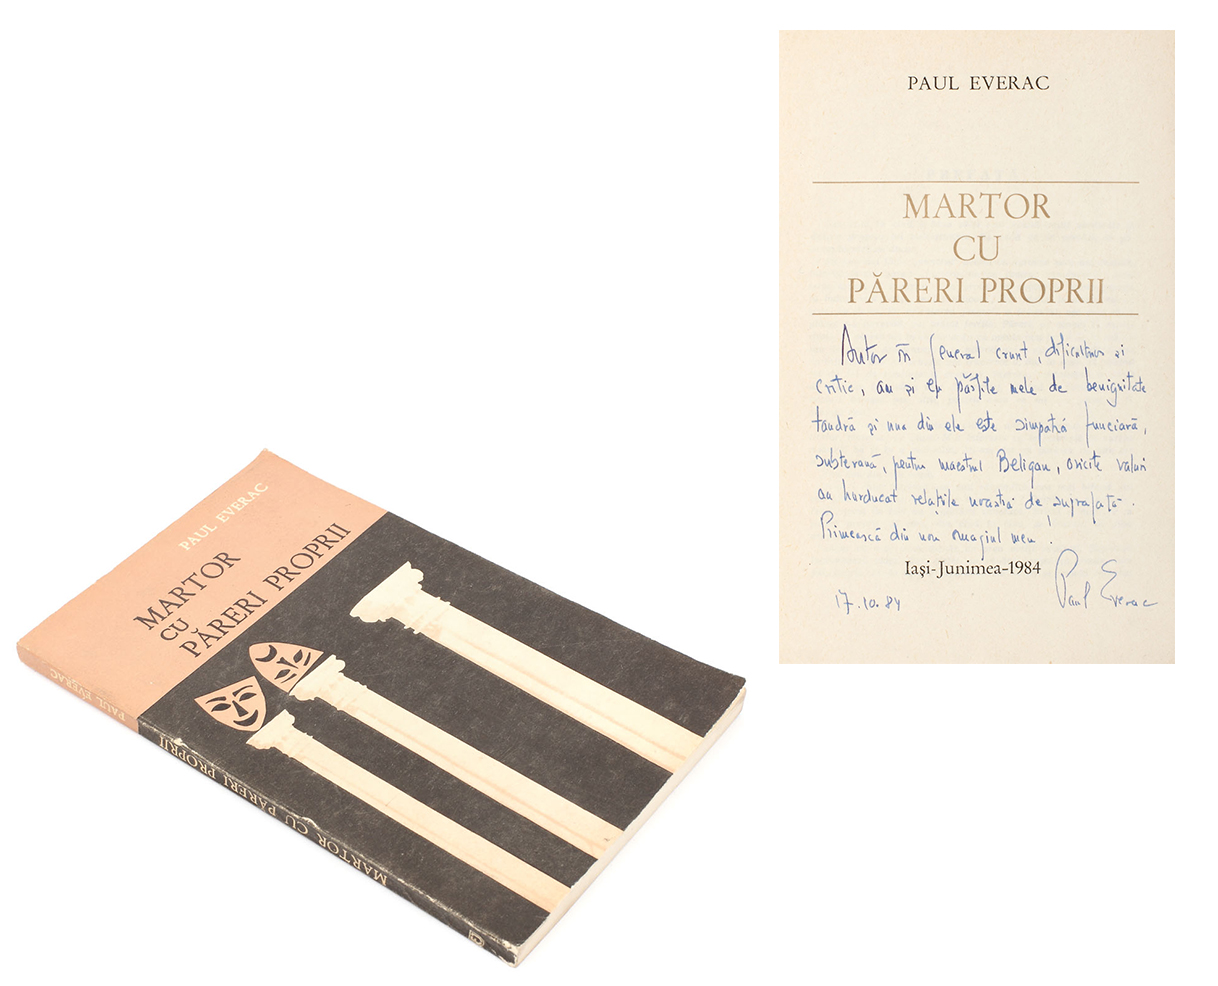 PAUL EVERAC
MARTOR
CU
PĂRERI PROPRII
PAUL EVERAC
MARTOR CU PĂRERI PROPRII
PAUL EVERAC
MARTOR
CU
PĂRERI PROPRII
Autor în general crunt, dificultuos și
critic, am și eu părțile mele de benignitate
tandră și una din ele este simpatia funciară,
subterană, pentru maestrul Beligan, oricite valuri
au hurducat relațiile noastre de suprafață.
Primească din nou omagiul meu!
Iași-Junimea-1984
17.10.84
Paul Everac